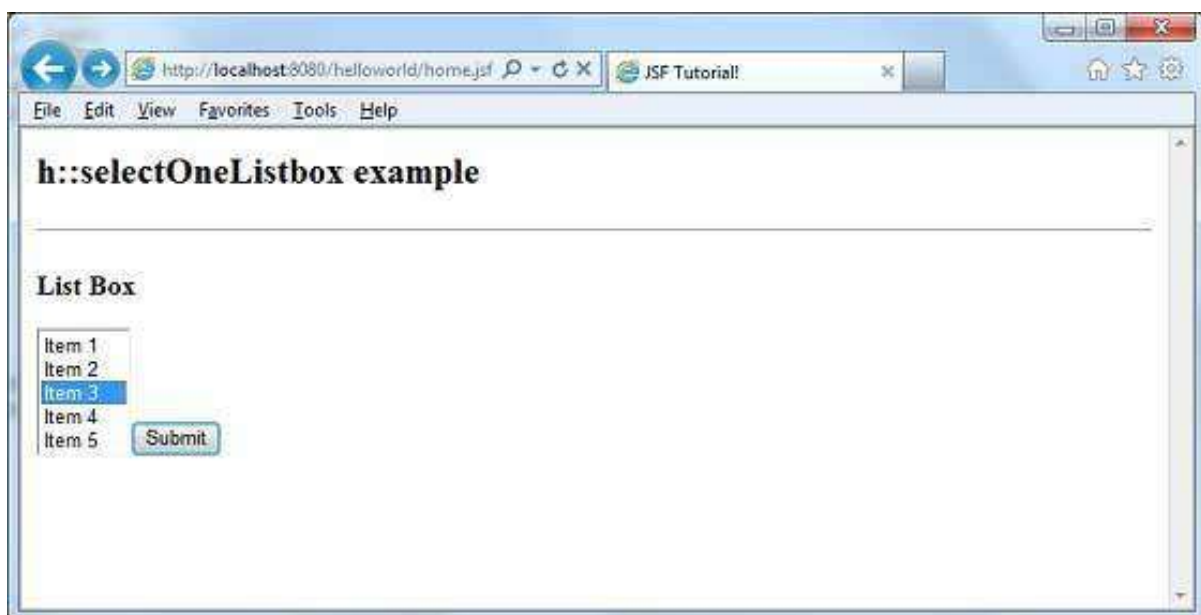 http://localhost:8080/helloworld/home.jsf
JSF Tutorial!
File Edit View Favorites Tools Help
h::selectOneListbox example
List Box
Item 1
Item 2
Item 3
Item 4
Item 5
Submit